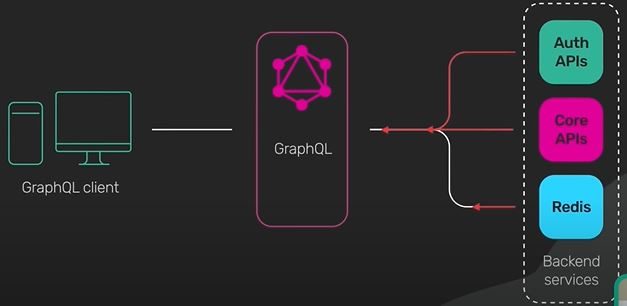 Auth
APIs
Core
APIs
GraphQL
GraphQL client
Redis
Backend
services